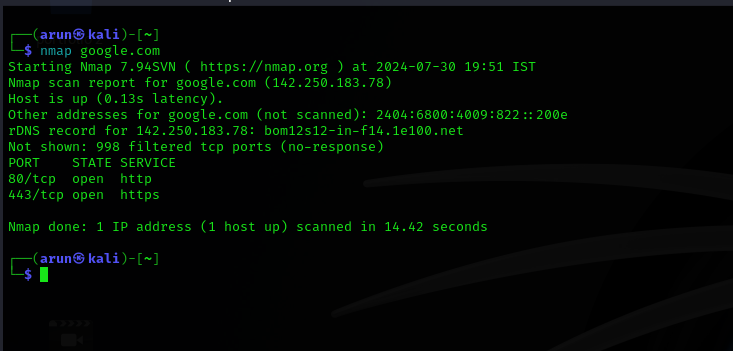 ┌──(arun㉿kali)-[~]
└─$ nmap google.com
Starting Nmap 7.94SVN ( https://nmap.org ) at 2024-07-30 19:51 IST
Nmap scan report for google.com (142.250.183.78)
Host is up (0.13s latency).
Other addresses for google.com (not scanned): 2404:6800:4009:822::200e
rDNS record for 142.250.183.78: bom12s12-in-f14.1e100.net
Not shown: 998 filtered tcp ports (no-response)
PORT    STATE SERVICE
80/tcp  open  http
443/tcp open  https
Nmap done: 1 IP address (1 host up) scanned in 14.42 seconds
┌──(arun㉿kali)-[~]
└─$